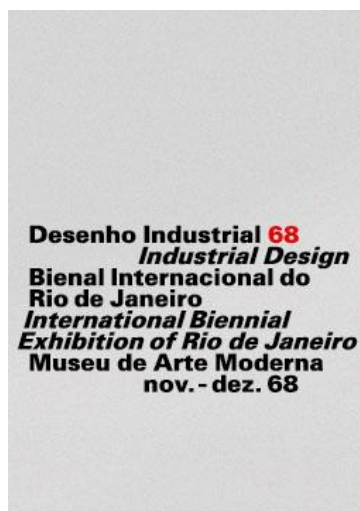 Desenho Industrial 68
Industrial Design
Bienal Internacional do
Rio de Janeiro
International Biennial
Exhibition of Rio de Janeiro
Museu de Arte Moderna
nov. - dez. 68